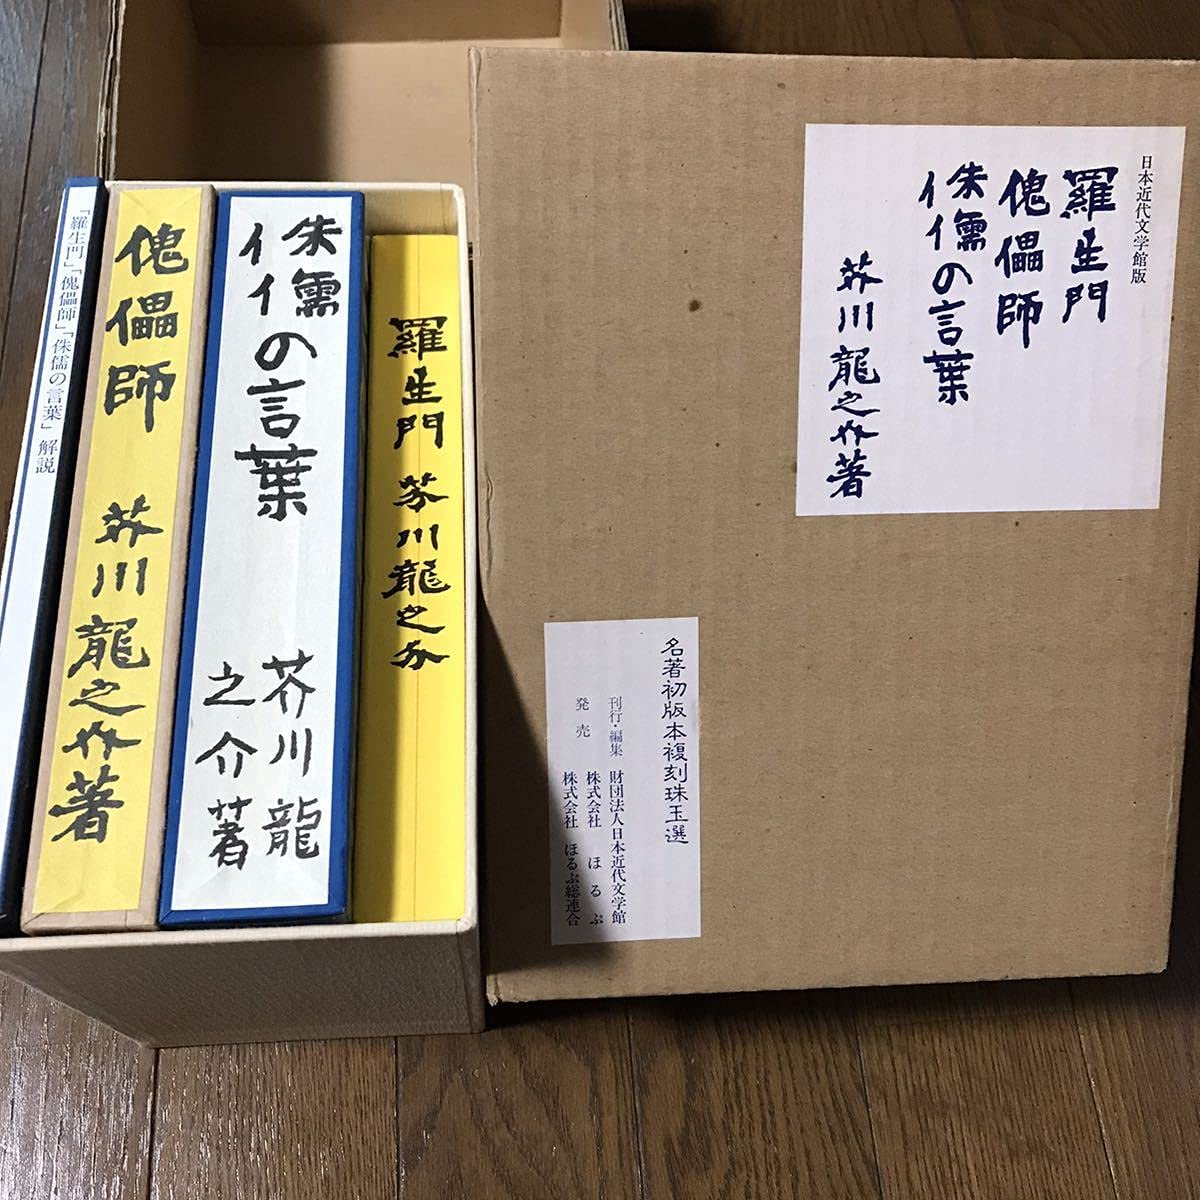 日本近代文学館版
羅生門
傀儡師
侏儒の言葉
芥川龍之介著
名著初版本複刻珠玉選
刊行・編集 財団法人日本近代文学館
株式会社 ほるぷ
発売 株式会社 ほるぷ総連合
羅生門 芥川龍之介
侏儒の言葉 芥川龍
之介著
傀儡師 芥川龍之介著
「羅生門」「傀儡師」「侏儒の言葉」解説